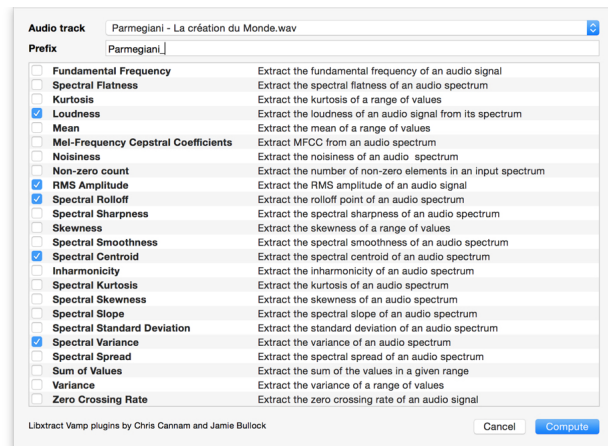 Audio track Parmegiani - La création du Monde.wav
Prefix Parmegiani_
Fundamental Frequency Extract the fundamental frequency of an audio signal
Spectral Flatness Extract the spectral flatness of an audio spectrum
Kurtosis Extract the kurtosis of a range of values
Loudness Extract the loudness of an audio signal from its spectrum
Mean Extract the mean of a range of values
Mel-Frequency Cepstral Coefficients Extract MFCC from an audio spectrum
Noisiness Extract the noisiness of an audio spectrum
Non-zero count Extract the number of non-zero elements in an input spectrum
RMS Amplitude Extract the RMS amplitude of an audio signal
Spectral Rolloff Extract the rolloff point of an audio spectrum
Spectral Sharpness Extract the spectral sharpness of an audio spectrum
Skewness Extract the skewness of a range of values
Spectral Smoothness Extract the spectral smoothness of an audio spectrum
Spectral Centroid Extract the spectral centroid of an audio spectrum
Inharmonicity Extract the inharmonicity of an audio spectrum
Spectral Kurtosis Extract the kurtosis of an audio spectrum
Spectral Skewness Extract the skewness of an audio spectrum
Spectral Slope Extract the spectral slope of an audio spectrum
Spectral Standard Deviation Extract the standard deviation of an audio spectrum
Spectral Variance Extract the variance of an audio spectrum
Spectral Spread Extract the spectral spread of an audio spectrum
Sum of Values Extract the sum of the values in a given range
Variance Extract the variance of a range of values
Zero Crossing Rate Extract the zero crossing rate of an audio signal
Libxtract Vamp plugins by Chris Cannam and Jamie Bullock Cancel Compute